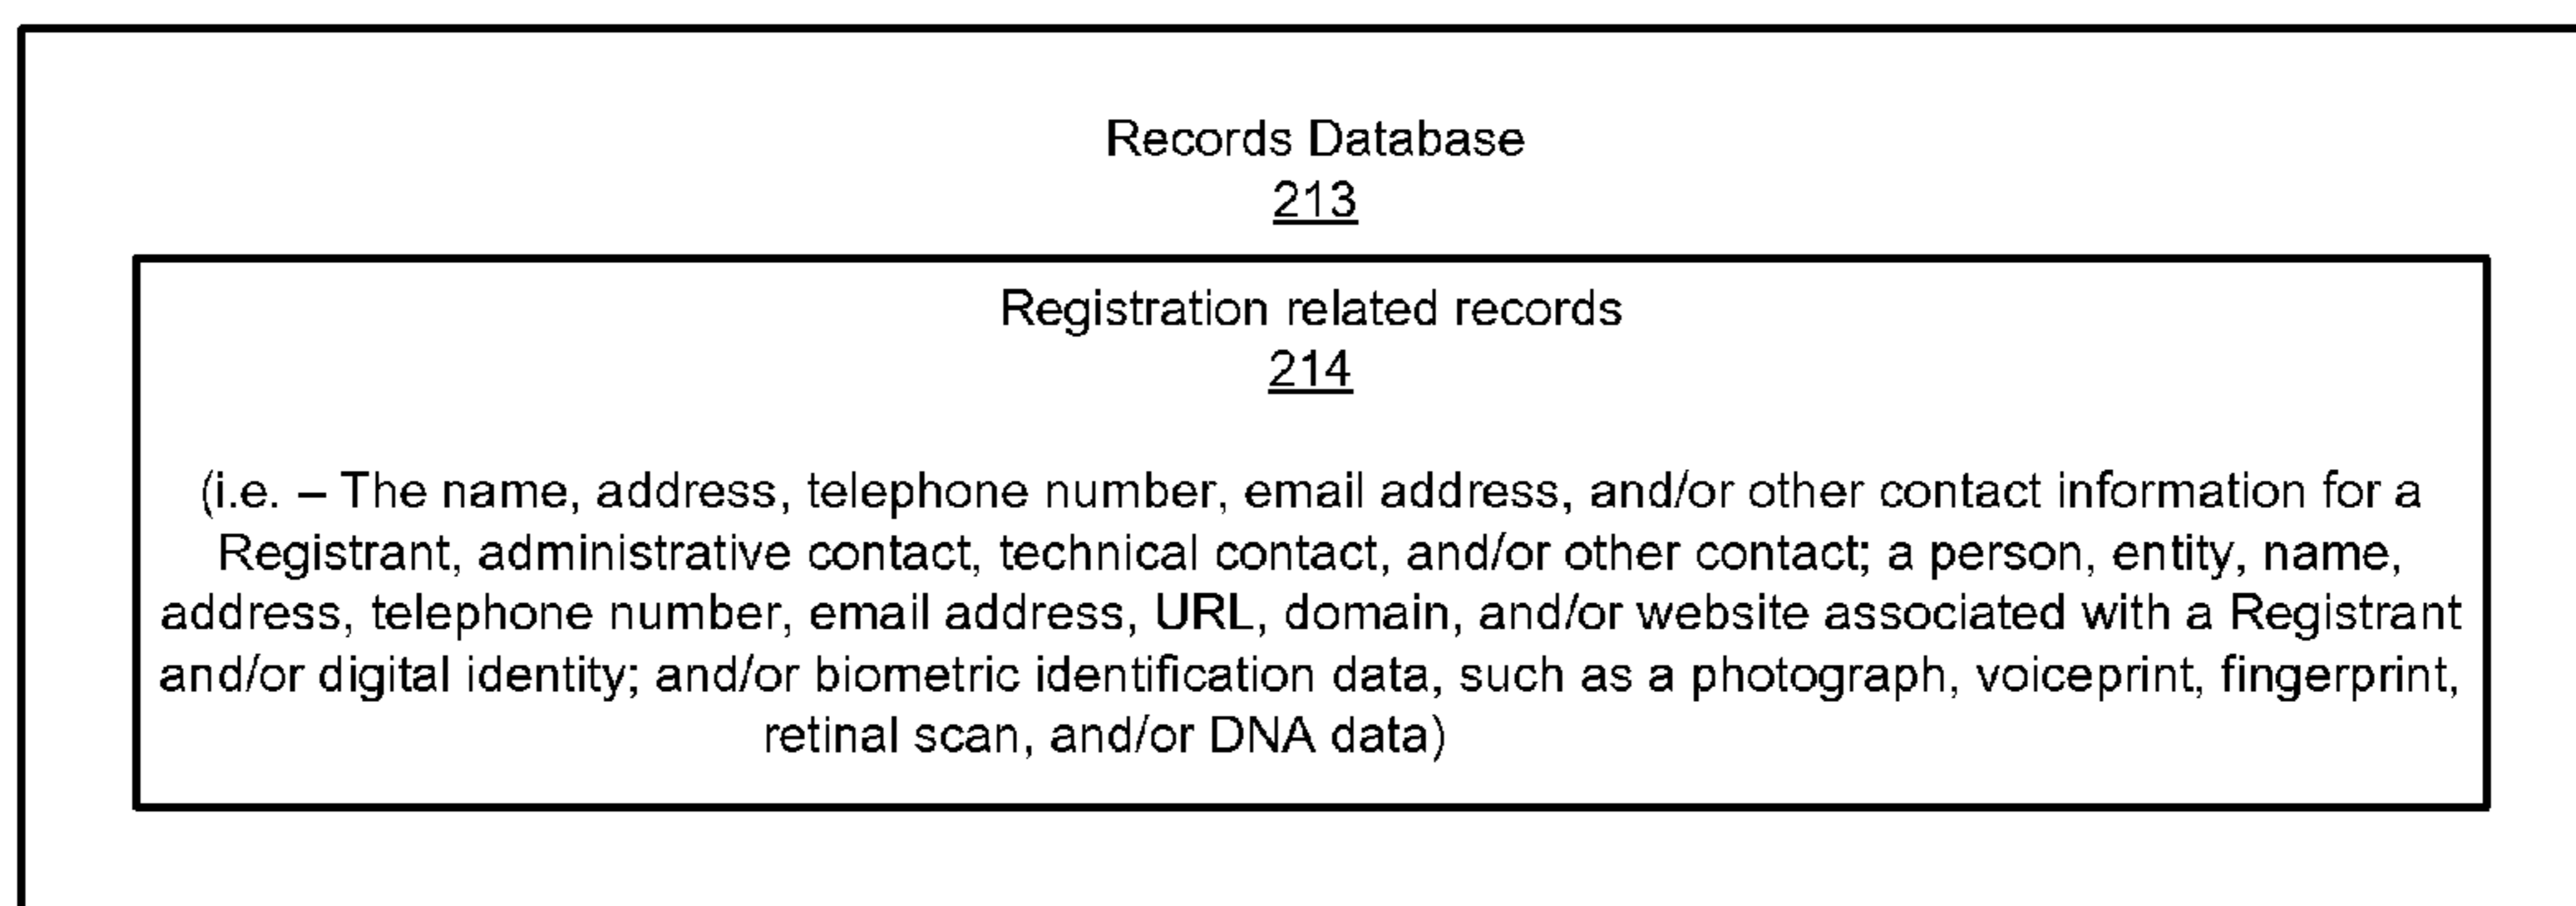 Records Database
213
Registration related records
214
(i.e. – The name, address, telephone number, email address, and/or other contact information for a
Registrant, administrative contact, technical contact, and/or other contact; a person, entity, name,
address, telephone number, email address, URL, domain, and/or website associated with a Registrant
and/or digital identity; and/or biometric identification data, such as a photograph, voiceprint, fingerprint,
retinal scan, and/or DNA data)